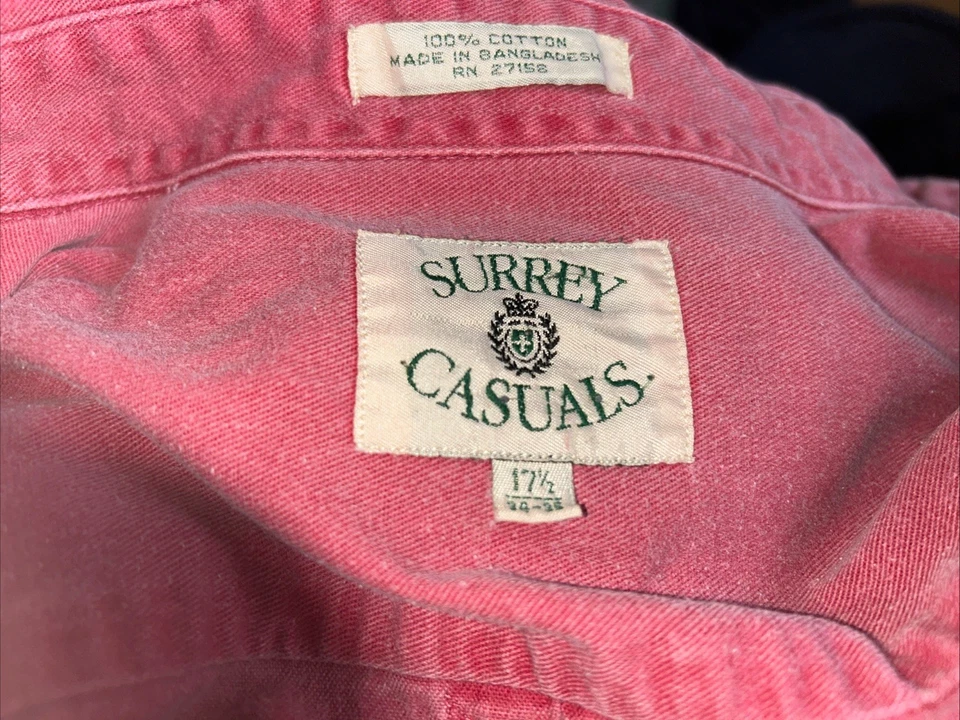 100% COTTON
MADE IN BANGLADESH
RN 27158
SURREY
CASUALS
17½
34-35